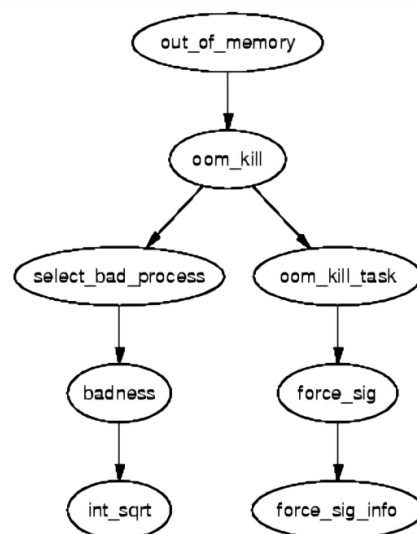 out_of_memory
oom_kill
select_bad_process oom_kill_task
badness force_sig
int_sqrt force_sig_info